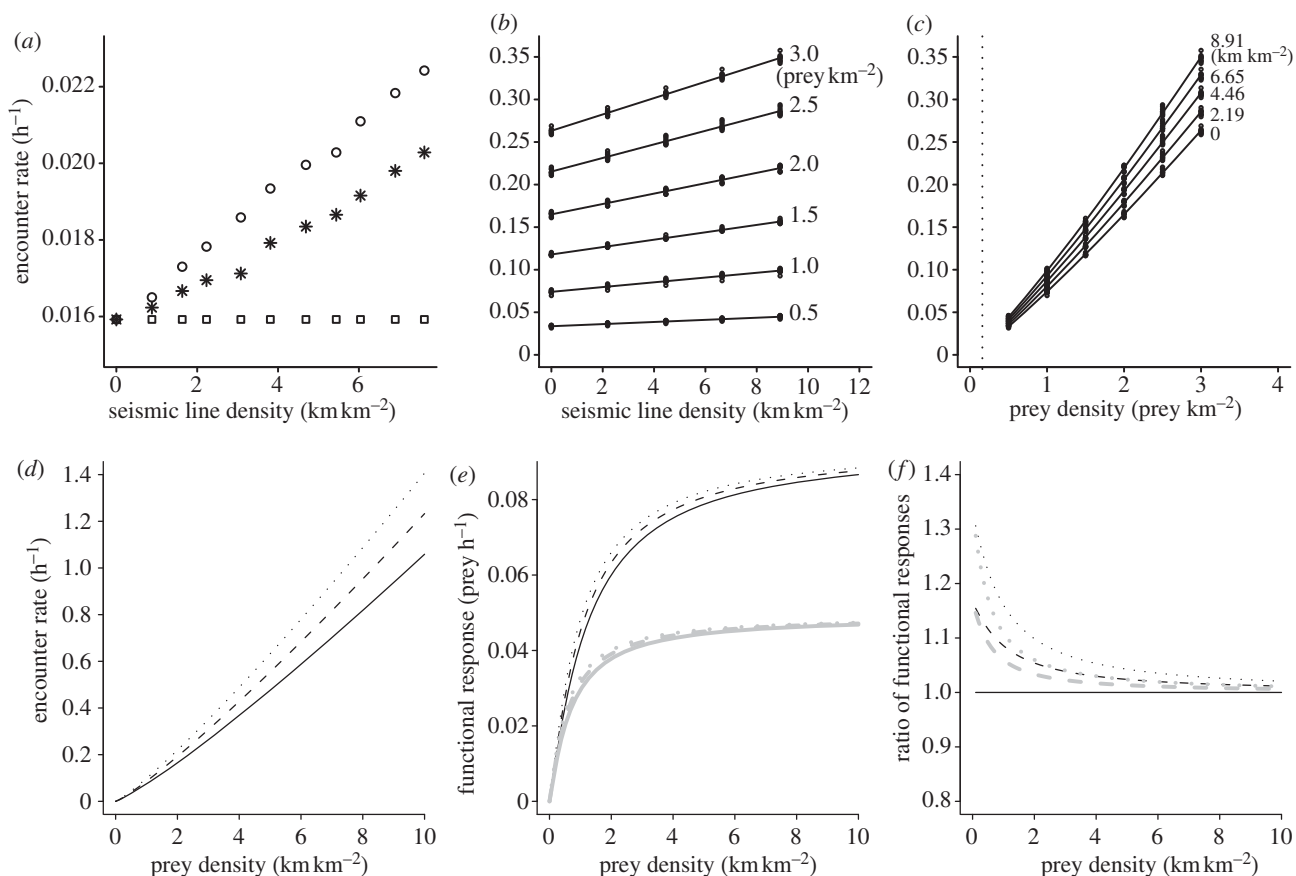 (a)
encounter rate (h−1)
0.022
0.020
0.018
0.016
0 2 4 6
seismic line density (km km−2)
(b)
0.35
0.30
0.25
0.20
0.15
0.10
0.05
0
3.0
(prey km−2)
2.5
2.0
1.5
1.0
0.5
0 2 4 6 8 10 12
seismic line density (km km−2)
(c)
0.35
0.30
0.25
0.20
0.15
0.10
0.05
0
8.91
(km km−2)
6.65
4.46
2.19
0
0 1 2 3 4
prey density (prey km−2)
(d)
encounter rate (h−1)
1.4
1.2
1.0
0.8
0.6
0.4
0.2
0
0 2 4 6 8 10
prey density (km km−2)
(e)
functional response (prey h−1)
0.08
0.06
0.04
0.02
0
0 2 4 6 8 10
prey density (km km−2)
(f)
ratio of functional responses
1.4
1.3
1.2
1.1
1.0
0.9
0.8
0 2 4 6 8 10
prey density (km km−2)